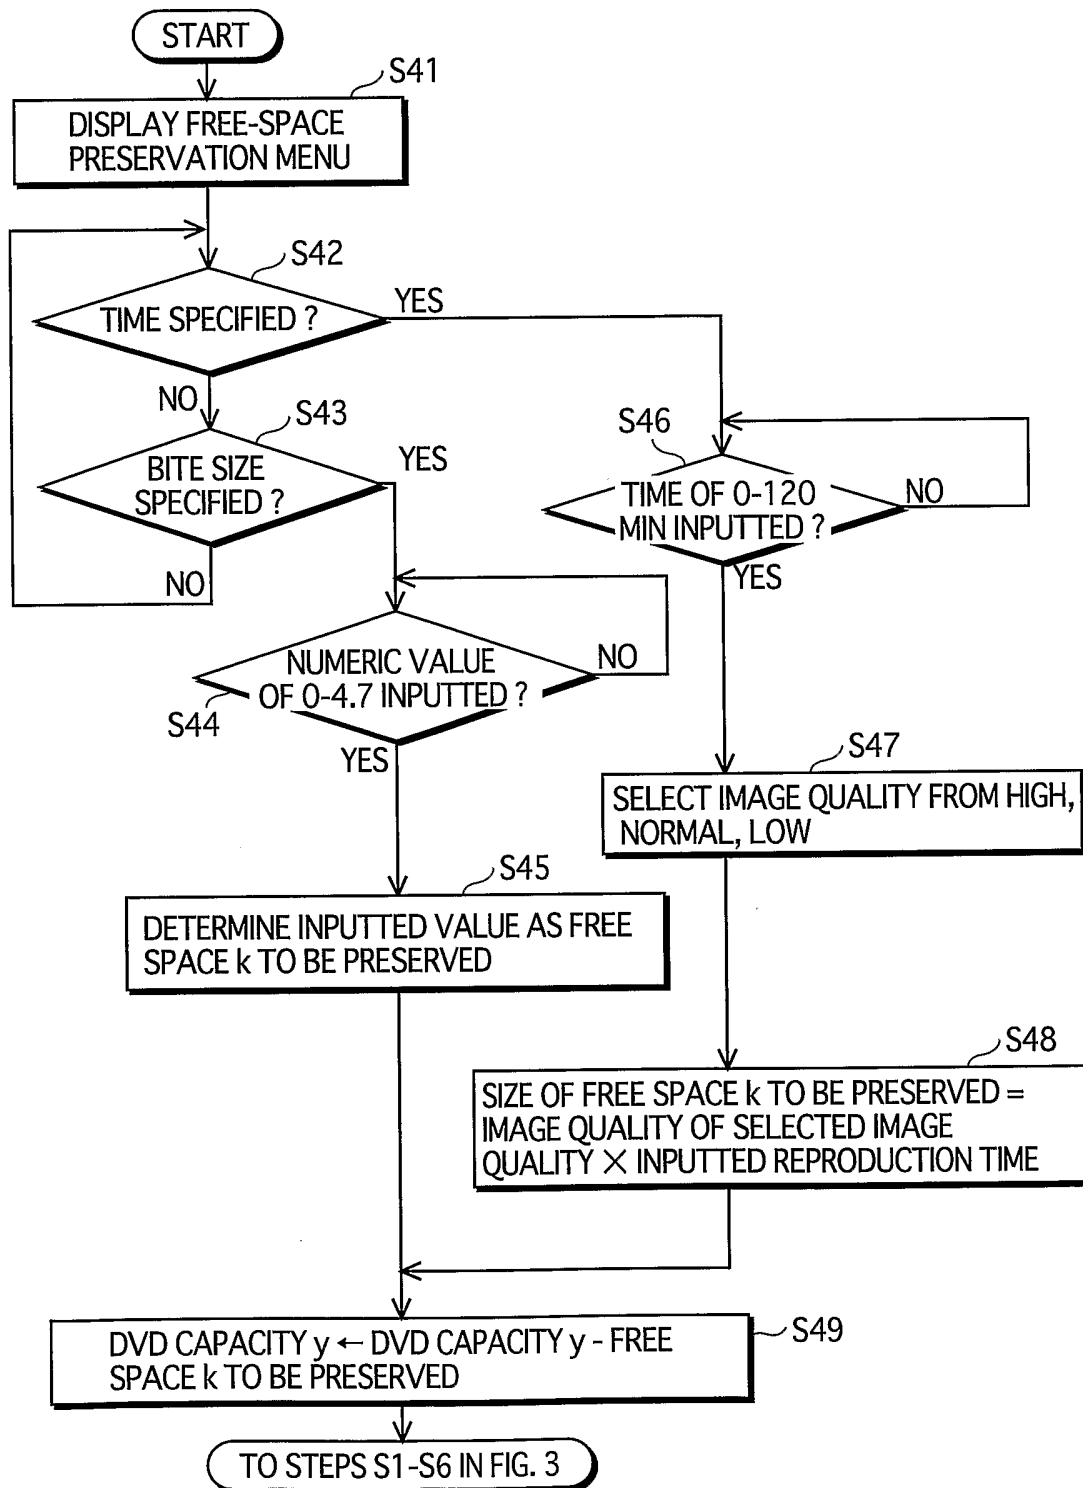 START
S41
DISPLAY FREE-SPACE
PRESERVATION MENU
S42
TIME SPECIFIED ?
YES
NO
S43
BITE SIZE
SPECIFIED ?
YES
NO
S46
TIME OF 0-120
MIN INPUTTED ?
NO
YES
NUMERIC VALUE
OF 0-4.7 INPUTTED ?
NO
S44
YES
S47
SELECT IMAGE QUALITY FROM HIGH,
NORMAL, LOW
S45
DETERMINE INPUTTED VALUE AS FREE
SPACE k TO BE PRESERVED
S48
SIZE OF FREE SPACE k TO BE PRESERVED =
IMAGE QUALITY OF SELECTED IMAGE
QUALITY × INPUTTED REPRODUCTION TIME
S49
DVD CAPACITY y ← DVD CAPACITY y - FREE
SPACE k TO BE PRESERVED
TO STEPS S1-S6 IN FIG. 3